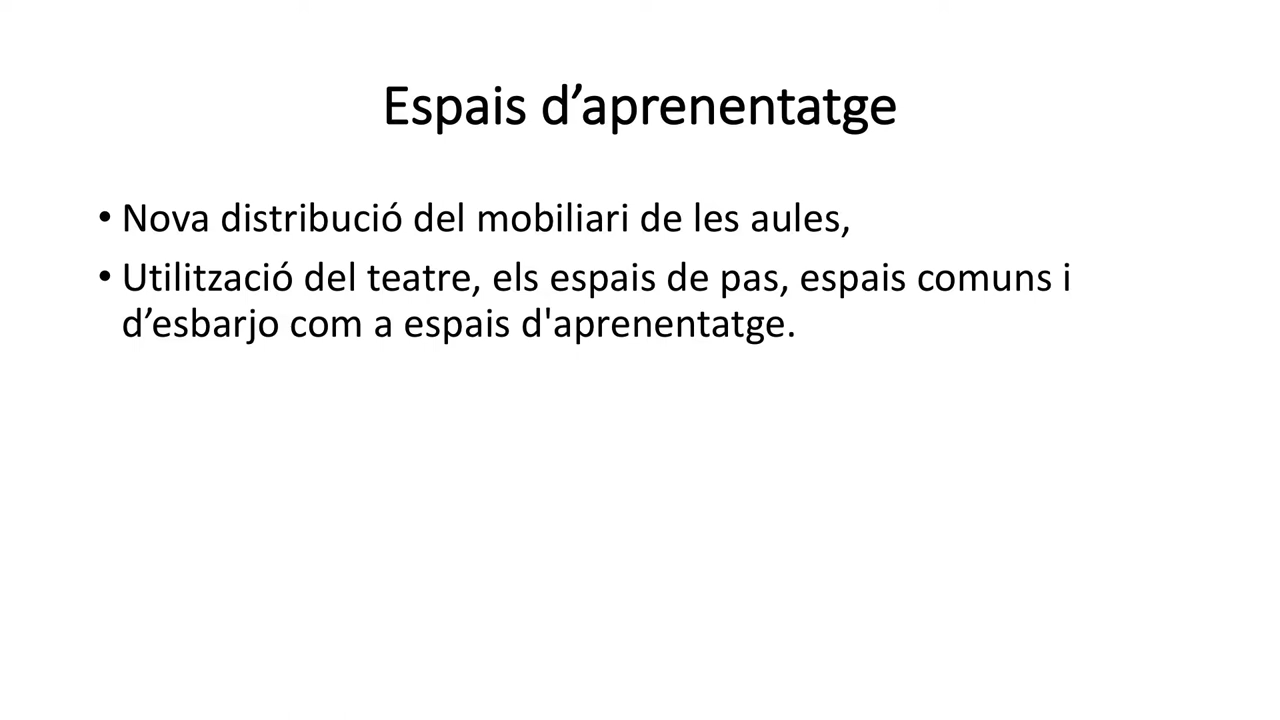 Espais d’aprenentatge
• Nova distribució del mobiliari de les aules,
• Utilització del teatre, els espais de pas, espais comuns i
d’esbarjo com a espais d'aprenentatge.